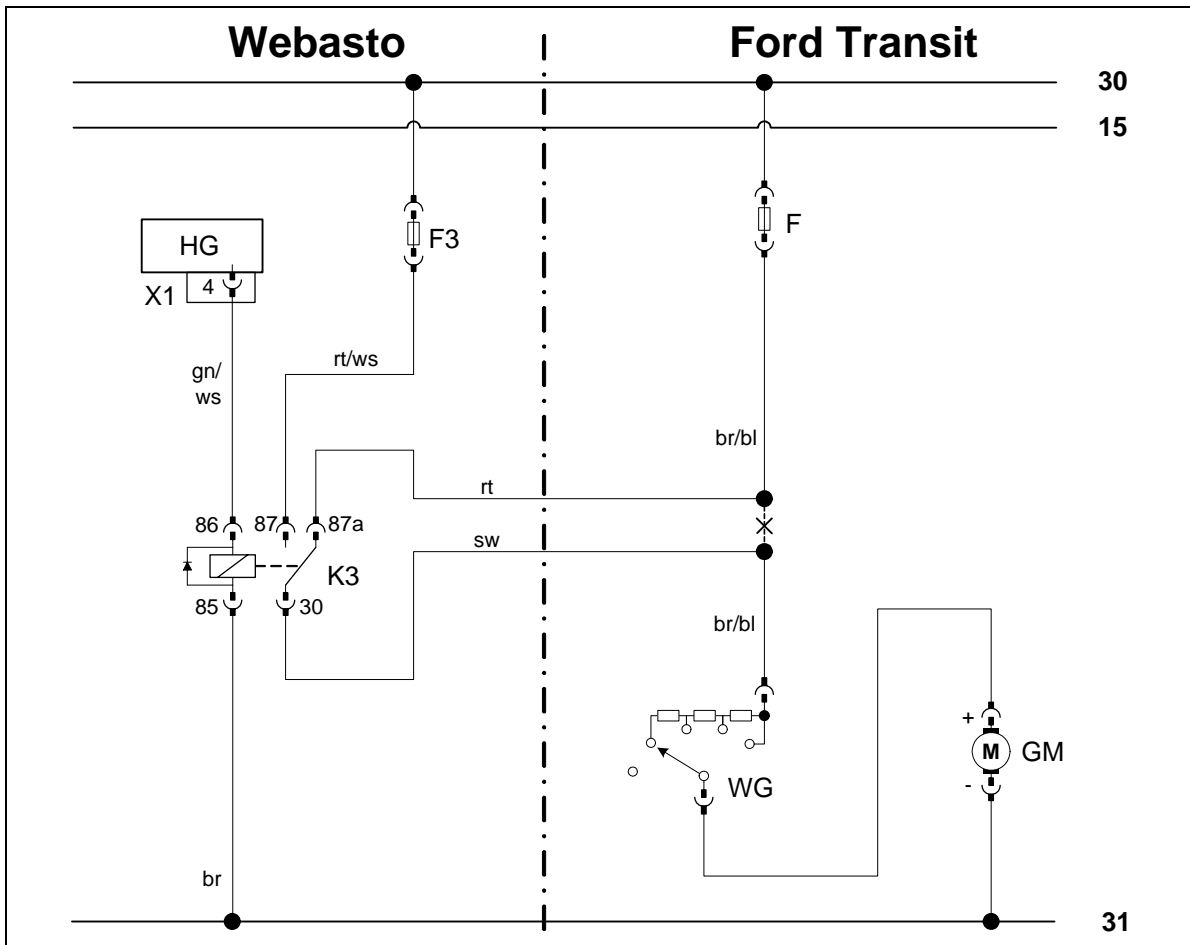 Webasto Ford Transit
30
15
F3 F
HG
4
X1
rt/ws
gn/
ws
br/bl
rt
86 87 87a
sw
K3
85 30
br/bl
+
M GM
-
WG
br
31